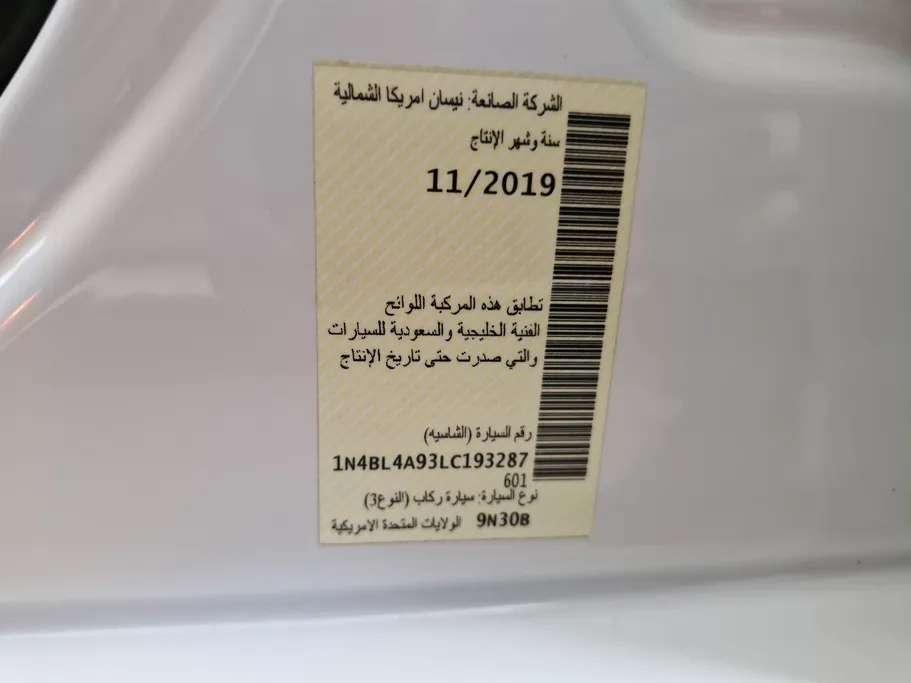 الشركة الصانعة: نيسان امريكا الشمالية
سنة وشهر الإنتاج
11/2019
تطابق هذه المركبة اللوائح
الفنية الخليجية والسعودية للسيارات
والتي صدرت حتى تاريخ الإنتاج
رقم السيارة (الشاسيه)
1N4BL4A93LC193287
601
نوع السيارة: سيارة ركاب (النوع3)
9N30B الولايات المتحدة الامريكية